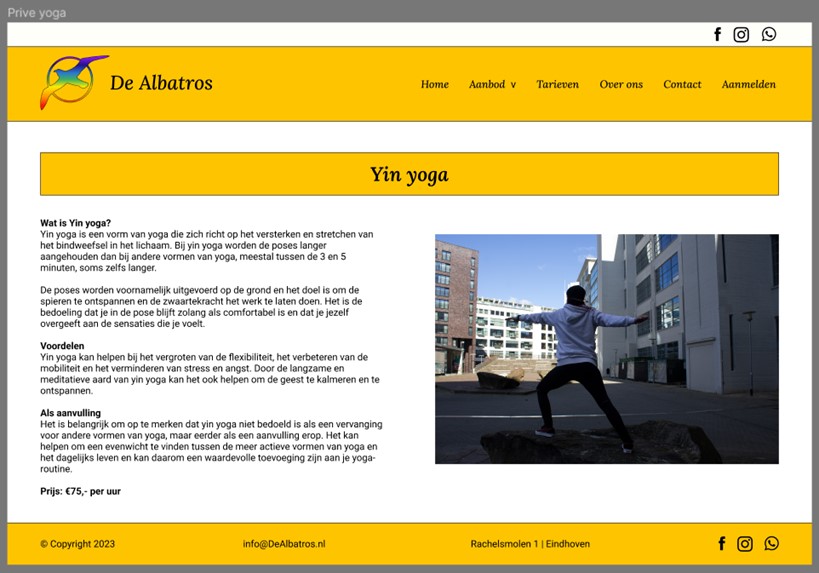 Prive yoga
De Albatros
Home Aanbod v Tarieven Over ons Contact Aanmelden
Yin yoga
Wat is Yin yoga?
Yin yoga is een vorm van yoga die zich richt op het versterken en stretchen van
het bindweefsel in het lichaam. Bij yin yoga worden de poses langer
aangehouden dan bij andere vormen van yoga, meestal tussen de 3 en 5
minuten, soms zelfs langer.
De poses worden voornamelijk uitgevoerd op de grond en het doel is om de
spieren te ontspannen en de zwaartekracht het werk te laten doen. Het is de
bedoeling dat je in de pose blijft zolang als comfortabel is en dat je jezelf
overgeeft aan de sensaties die je voelt.
Voordelen
Yin yoga kan helpen bij het vergroten van de flexibiliteit, het verbeteren van de
mobiliteit en het verminderen van stress en angst. Door de langzame en
meditatieve aard van yin yoga kan het ook helpen om de geest te kalmeren en te
ontspannen.
Als aanvulling
Het is belangrijk om op te merken dat yin yoga niet bedoeld is als een vervanging
voor andere vormen van yoga, maar eerder als een aanvulling erop. Het kan
helpen om een evenwicht te vinden tussen de meer actieve vormen van yoga en
het dagelijks leven en kan daarom een waardevolle toevoeging zijn aan je yoga-
routine.
Prijs: €75,- per uur
© Copyright 2023 info@DeAlbatros.nl Rachelsmolen 1 | Eindhoven